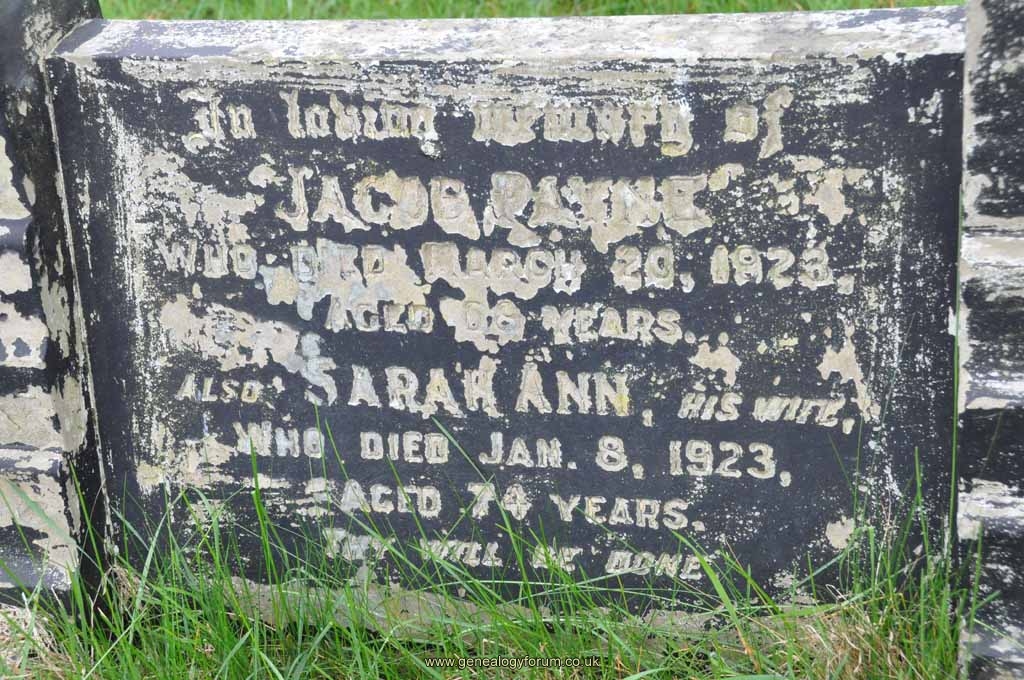 In loving memory of
JACOB PAYNE
WHO DIED MARCH 20, 1923,
AGED YEARS.
ALSO SARAH ANN, HIS WIFE,
WHO DIED JAN. 8, 1923,
AGED 74 YEARS.
THY WILL BE DONE
www.genealogyforum.co.uk